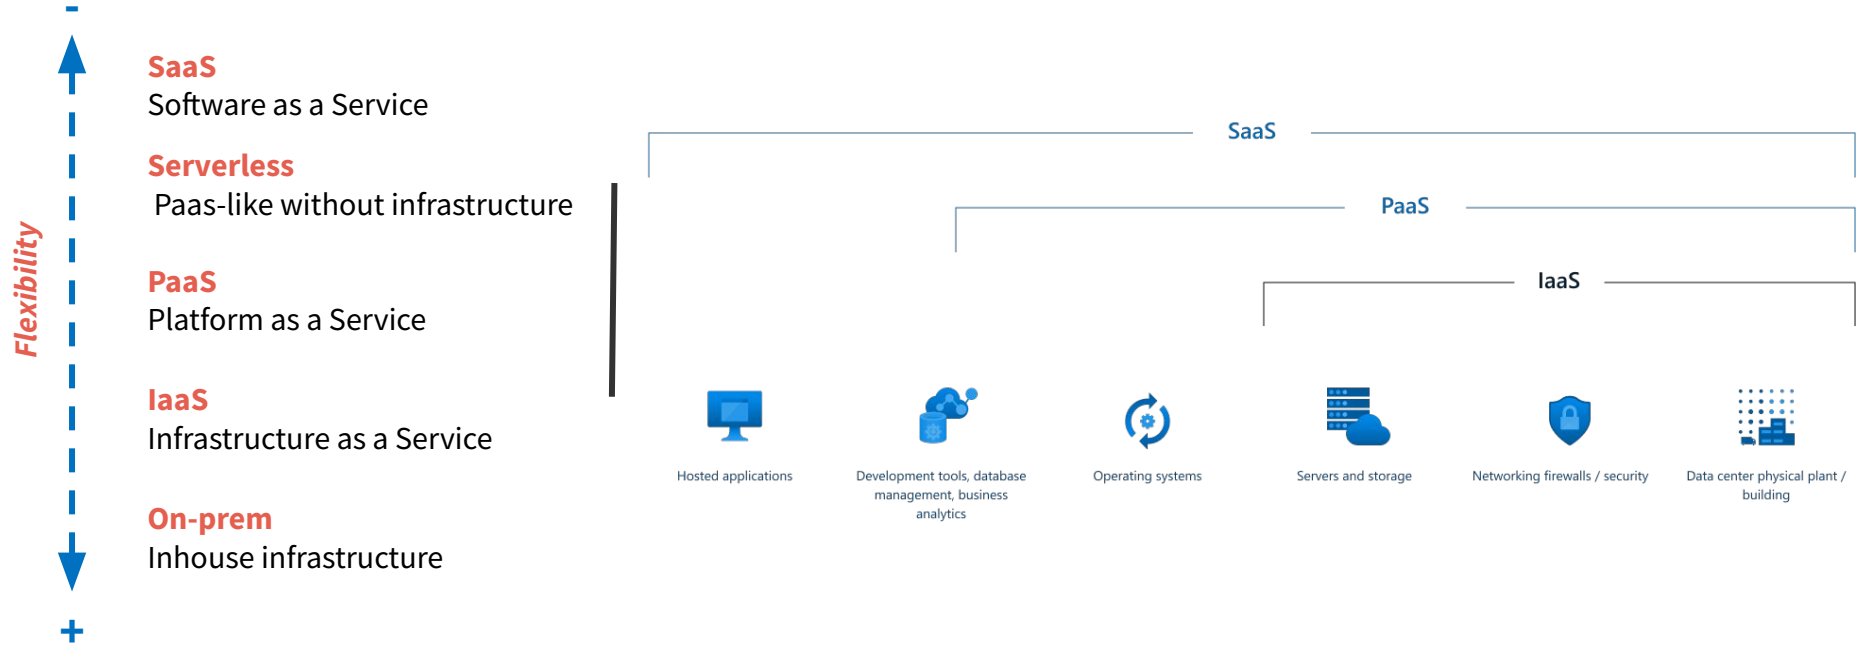 -
Flexibility
+
SaaS
Software as a Service
Serverless
Paas-like without infrastructure
PaaS
Platform as a Service
IaaS
Infrastructure as a Service
On-prem
Inhouse infrastructure
SaaS
PaaS
IaaS
Hosted applications
Development tools, database
management, business
analytics
Operating systems
Servers and storage
Networking firewalls / security
Data center physical plant /
building